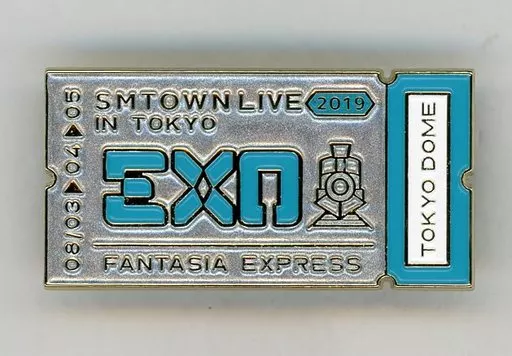 SMTOWN LIVE 2019
IN TOKYO
EXO
FANTASIA EXPRESS
08/03▶04▶05
TOKYO DOME